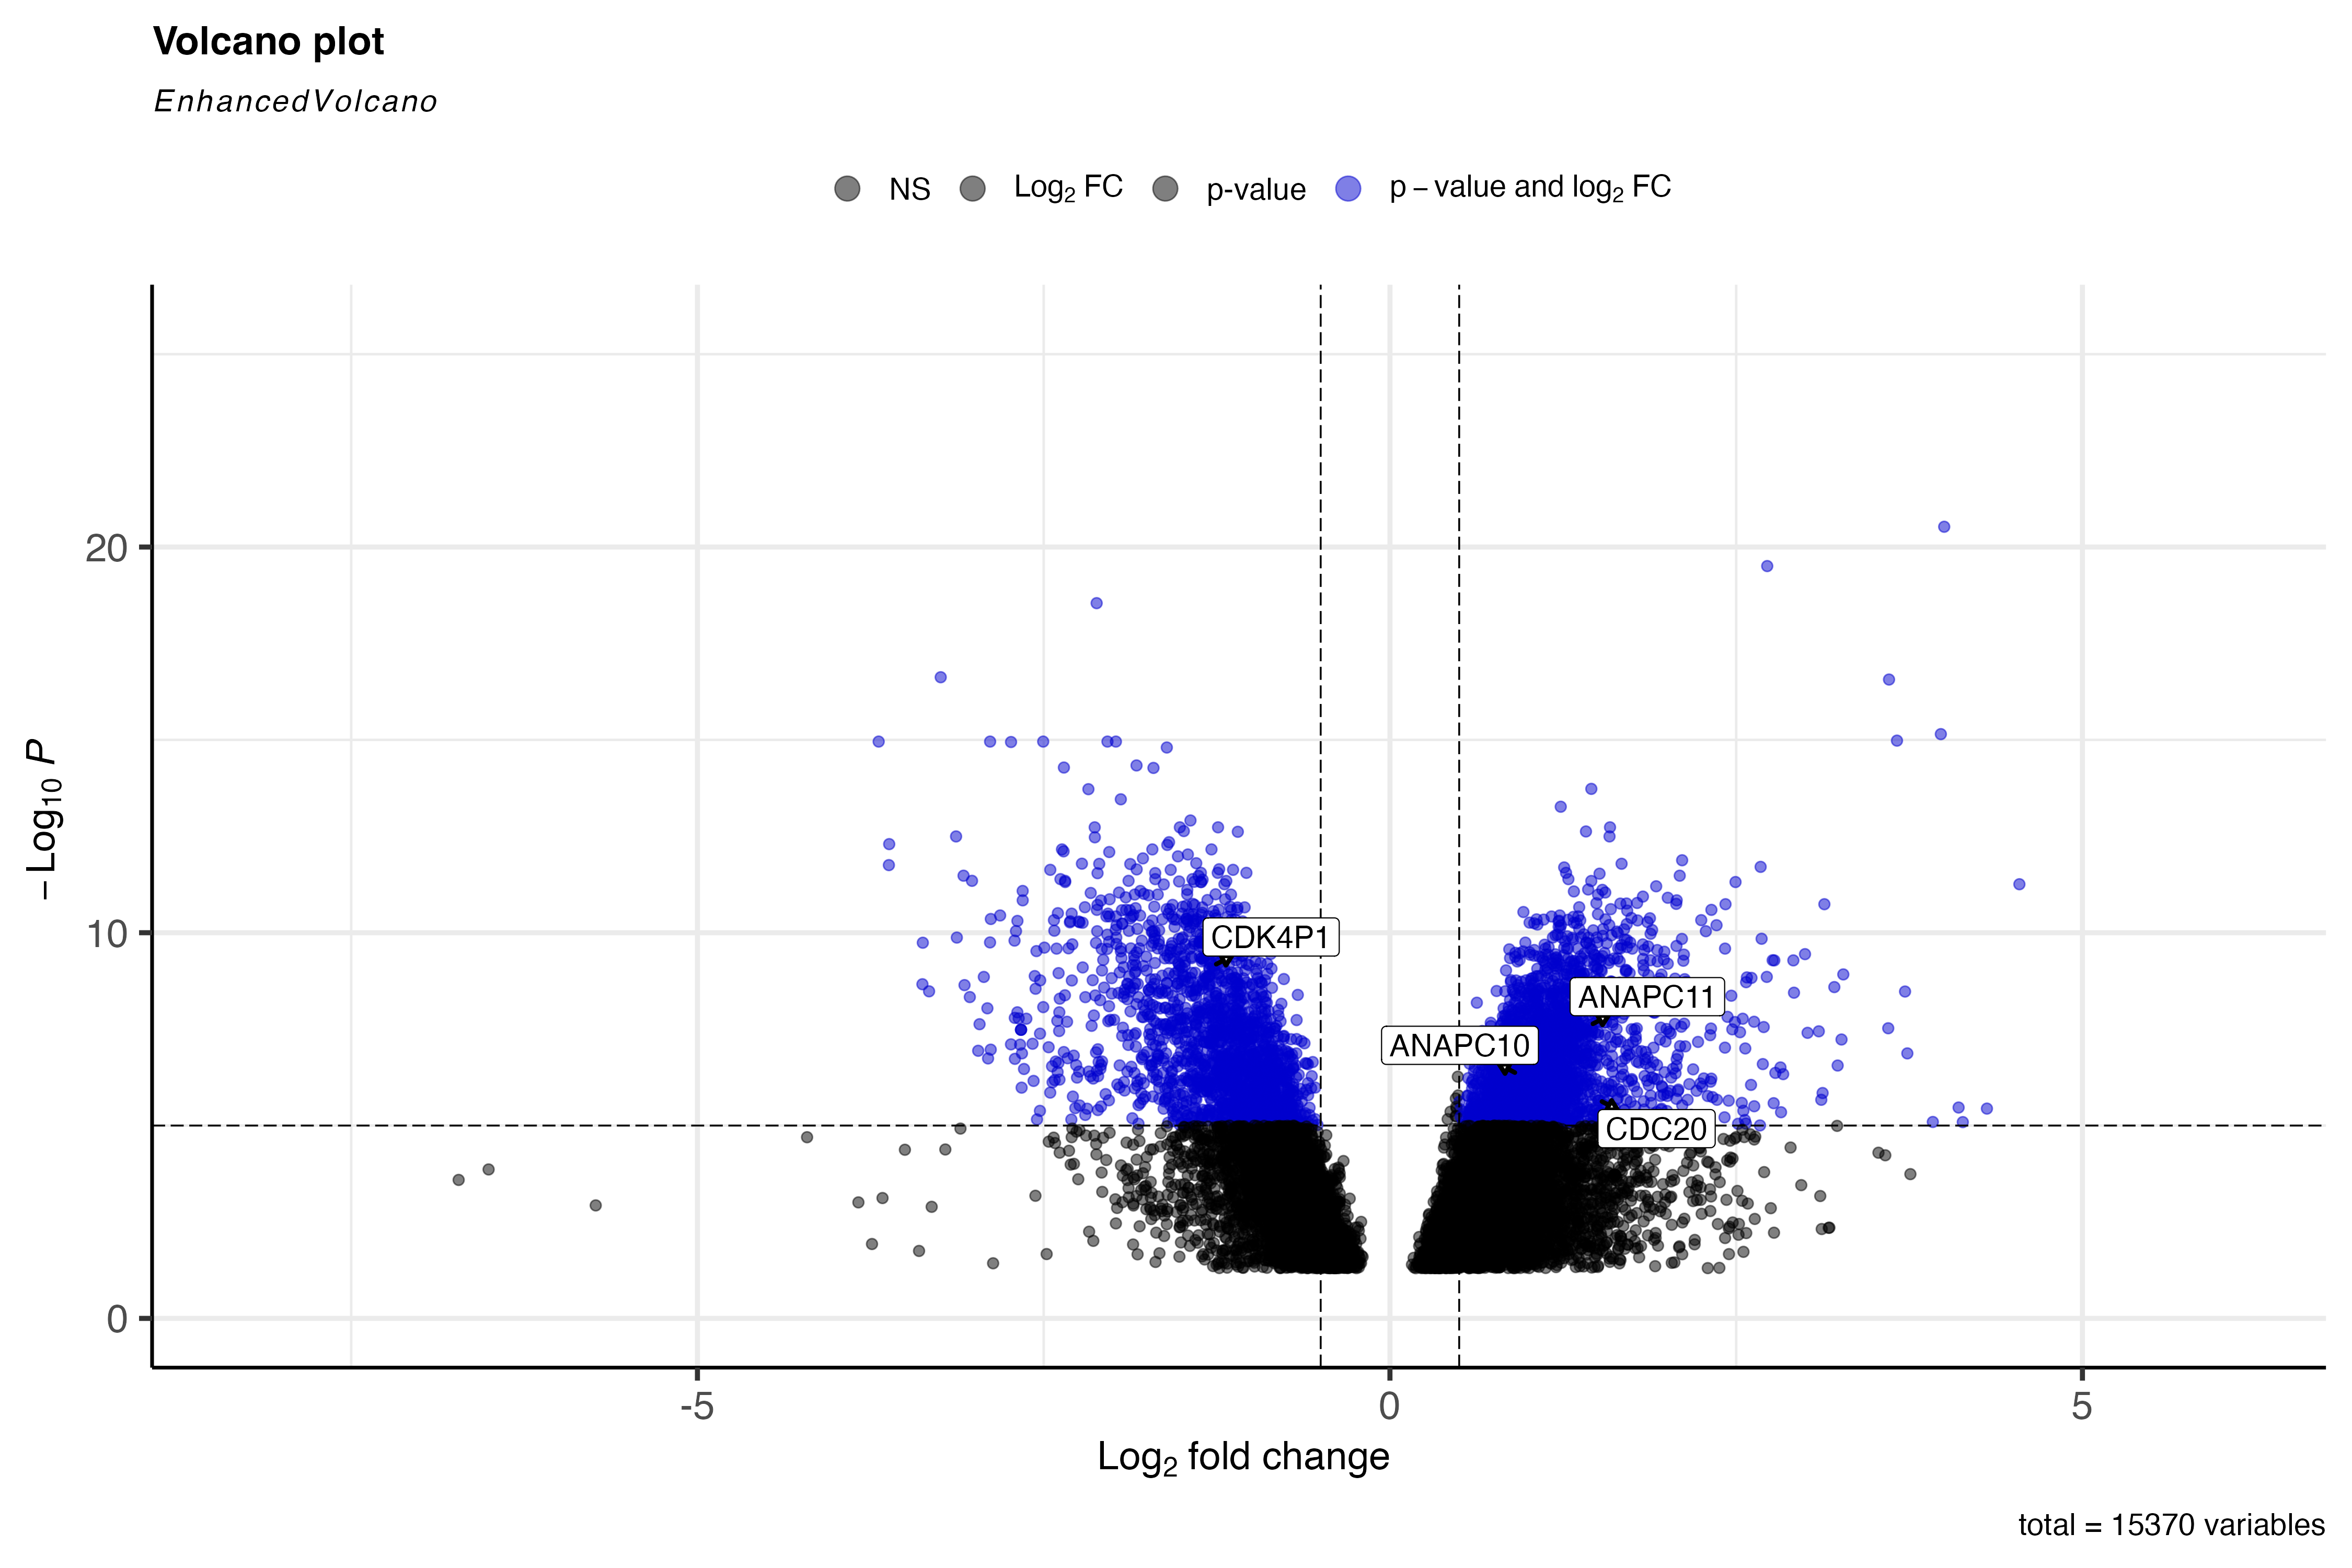 Volcano plot
EnhancedVolcano
NS Log₂ FC p-value p – value and log₂ FC
20
10
0
–Log₁₀ P
CDK4P1
ANAPC11
ANAPC10
CDC20
-5 0 5
Log₂ fold change
total = 15370 variables